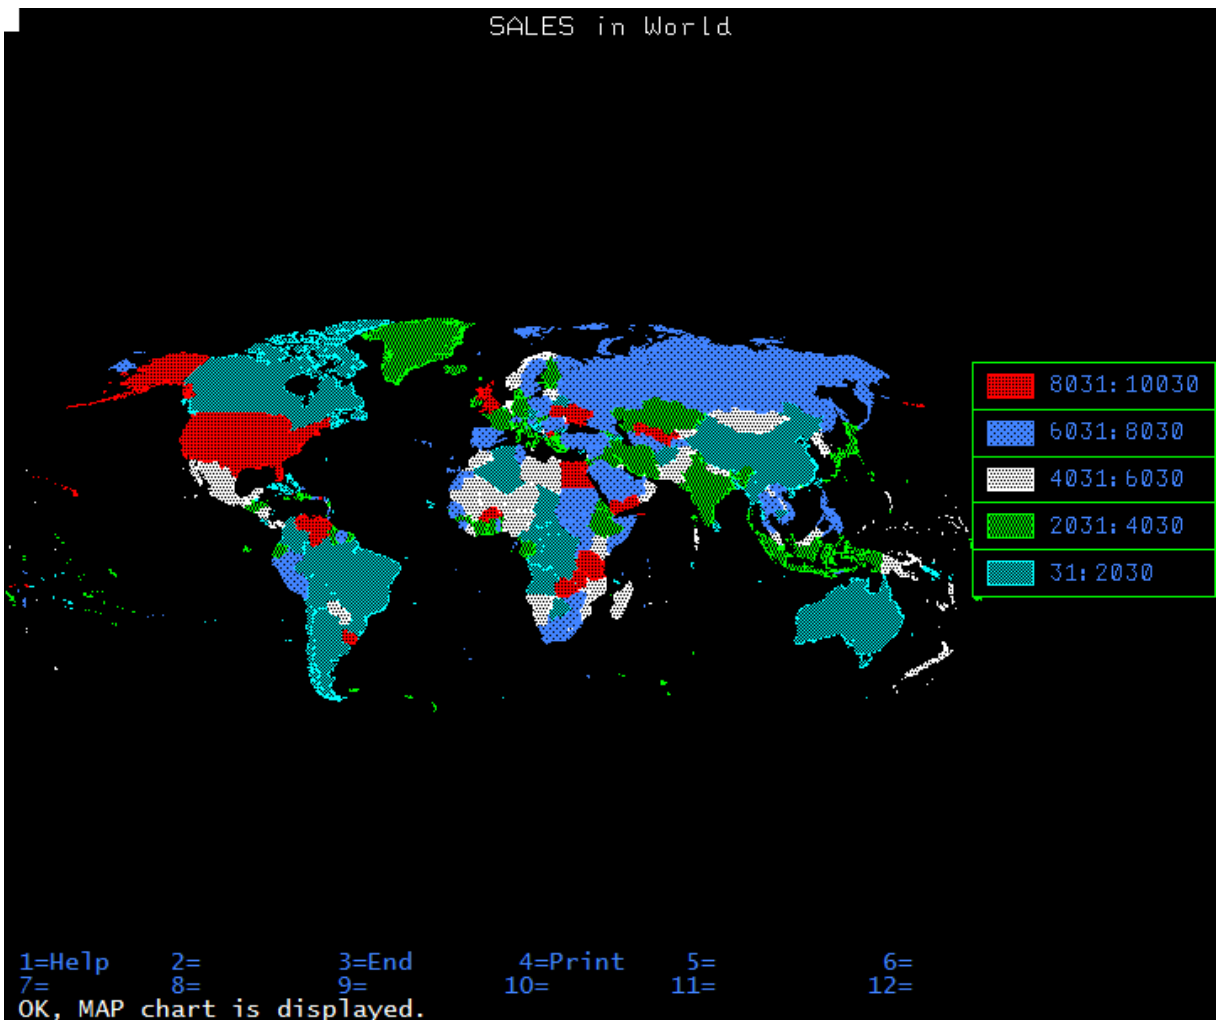 SALES in World
8031:10030
6031:8030
4031:6030
2031:4030
31:2030
1=Help 2= 3=End 4=Print 5= 6=
7= 8= 9= 10= 11= 12=
OK, MAP chart is displayed.